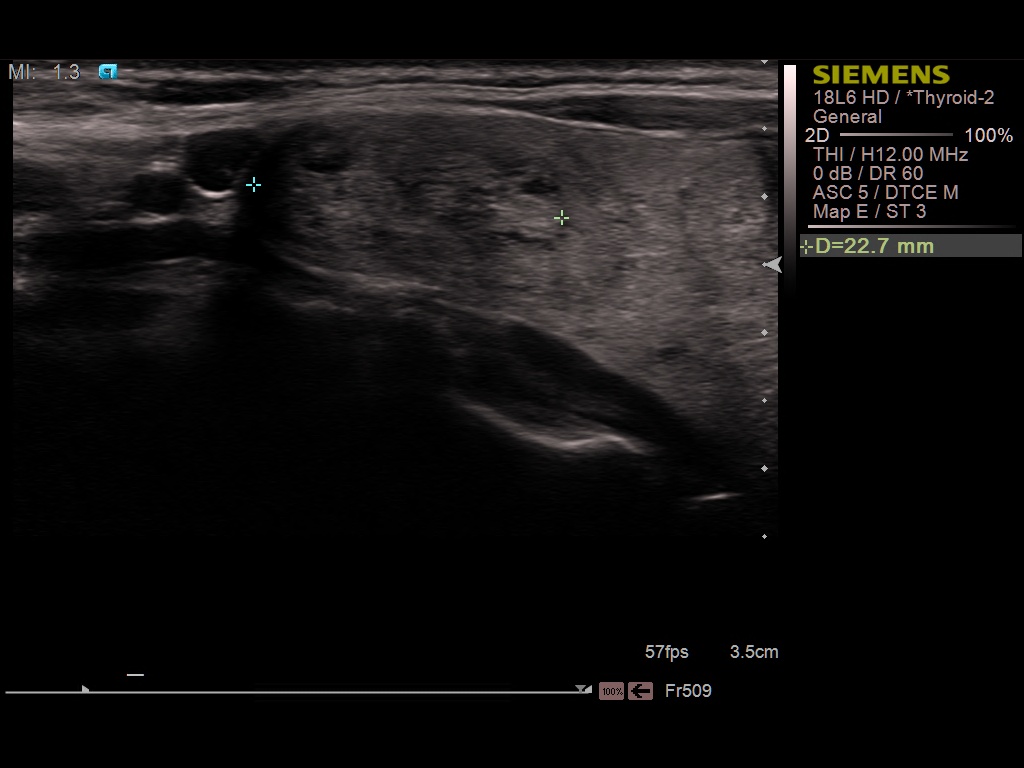 MI: 1.3
SIEMENS
18L6 HD / *Thyroid-2
General
2D 100%
THI / H12.00 MHz
0 dB / DR 60
ASC 5 / DTCE M
Map E / ST 3
D=22.7 mm
57fps 3.5cm
100% Fr509